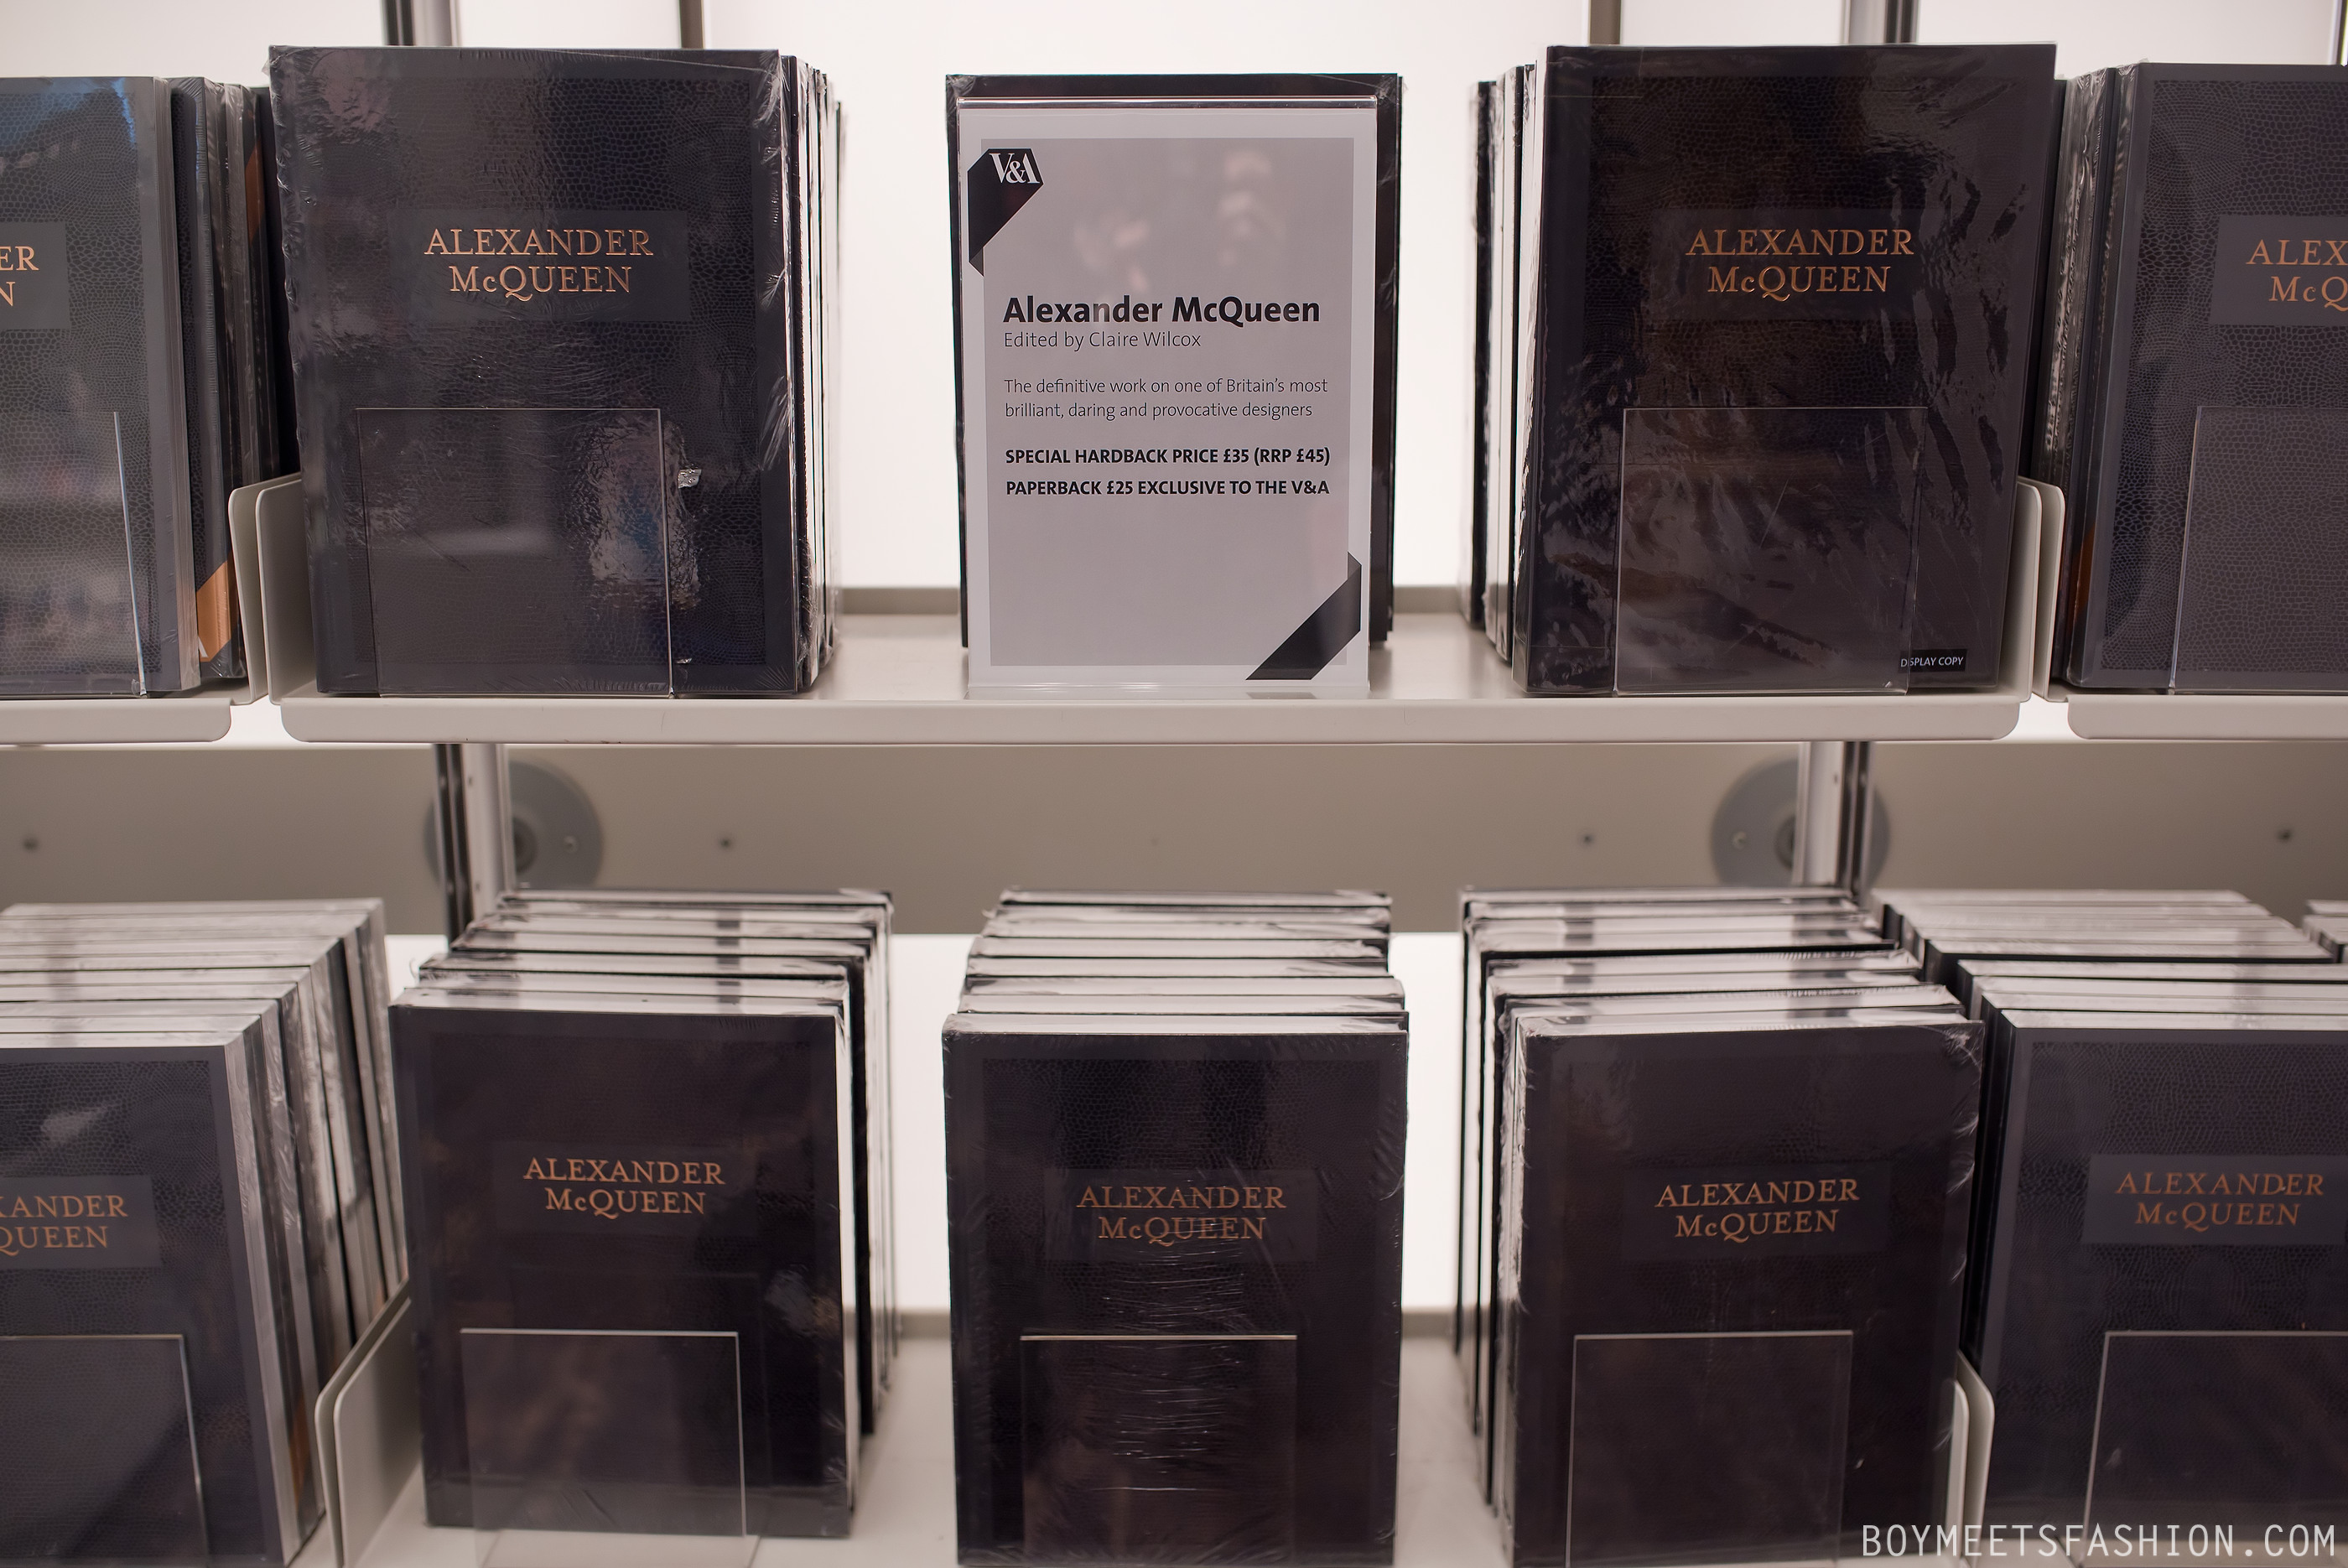 ER
N
ALEXANDER
McQUEEN
V&A
Alexander McQueen
Edited by Claire Wilcox
The definitive work on one of Britain's most
brilliant, daring and provocative designers
SPECIAL HARDBACK PRICE £35 (RRP £45)
PAPERBACK £25 EXCLUSIVE TO THE V&A
ALEXANDER
McQUEEN
DISPLAY COPY
ALEX
McQ
XANDER
QUEEN
ALEXANDER
McQUEEN
ALEXANDER
McQUEEN
ALEXANDER
McQUEEN
ALEXANDER
McQUEEN
BOYMEETSFASHION.COM